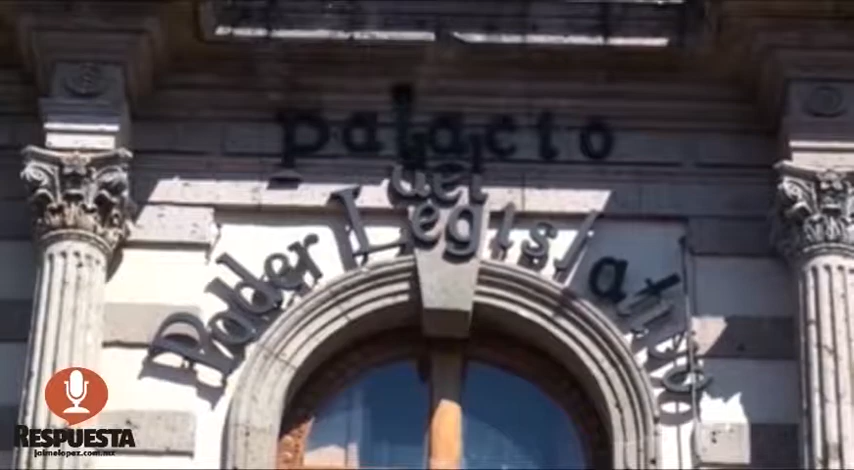 palacio
del
Poder Legislativo
RESPUESTA
jaimelopez.com.mx